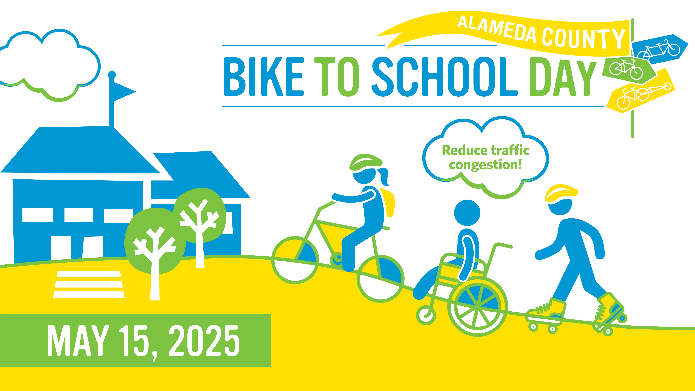 ALAMEDA COUNTY
BIKE TO SCHOOL DAY
Reduce traffic
congestion!
MAY 15, 2025